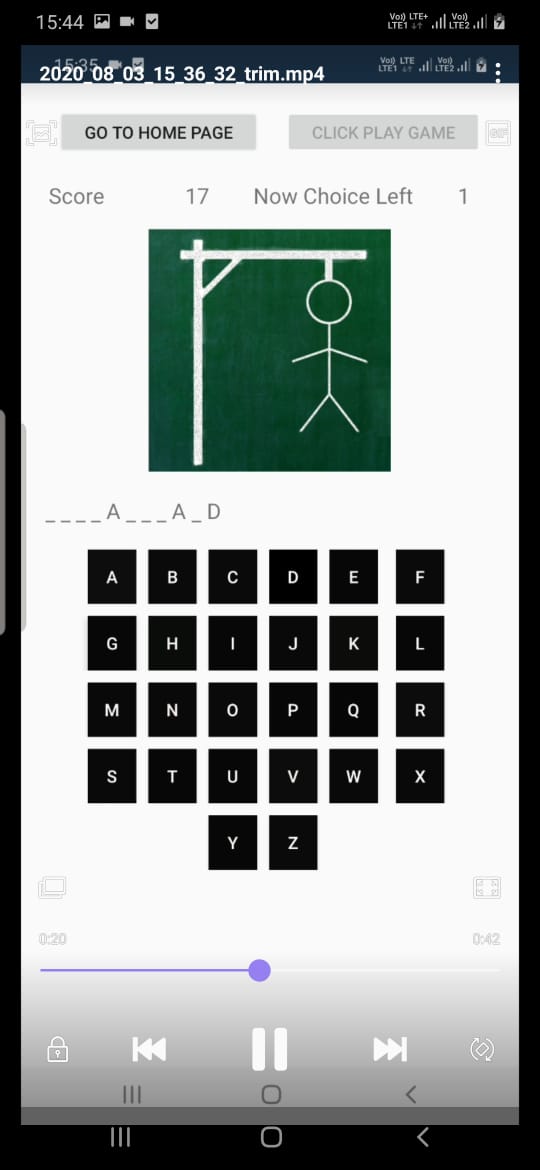 15:44 Vo)) LTE+ LTE1 Vo)) LTE2
15:35 Vo)) LTE LTE1 Vo)) LTE2
2020_08_03_15_36_32_trim.mp4
GO TO HOME PAGE CLICK PLAY GAME GIF
Score 17 Now Choice Left 1
_ _ _ _ A _ _ _ A _ D
A B C D E F
G H I J K L
M N O P Q R
S T U V W X
Y Z
0:20 0:42